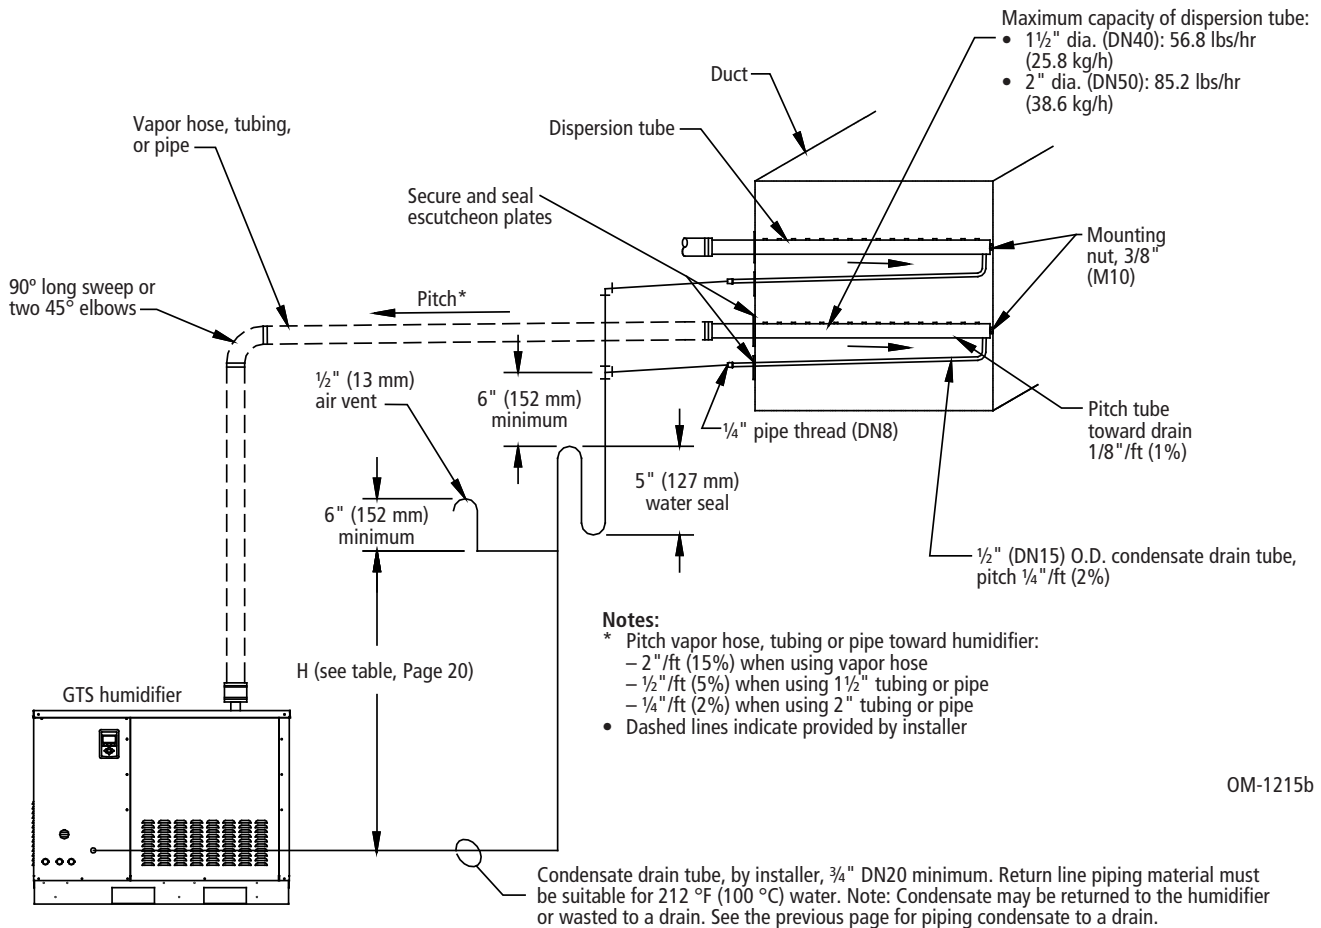 Maximum capacity of dispersion tube:
• 1½" dia. (DN40): 56.8 lbs/hr
(25.8 kg/h)
• 2" dia. (DN50): 85.2 lbs/hr
(38.6 kg/h)
Duct
Vapor hose, tubing,
or pipe
Dispersion tube
Secure and seal
escutcheon plates
Mounting
nut, 3/8"
(M10)
90º long sweep or
two 45° elbows
Pitch*
½" (13 mm)
air vent
6" (152 mm)
minimum
¼" pipe thread (DN8)
Pitch tube
toward drain
1/8"/ft (1%)
5" (127 mm)
water seal
6" (152 mm)
minimum
½" (DN15) O.D. condensate drain tube,
pitch ¼"/ft (2%)
Notes:
* Pitch vapor hose, tubing or pipe toward humidifier:
– 2"/ft (15%) when using vapor hose
– ½"/ft (5%) when using 1½" tubing or pipe
– ¼"/ft (2%) when using 2" tubing or pipe
• Dashed lines indicate provided by installer
H (see table, Page 20)
GTS humidifier
OM-1215b
Condensate drain tube, by installer, ¾" DN20 minimum. Return line piping material must
be suitable for 212 °F (100 °C) water. Note: Condensate may be returned to the humidifier
or wasted to a drain. See the previous page for piping condensate to a drain.